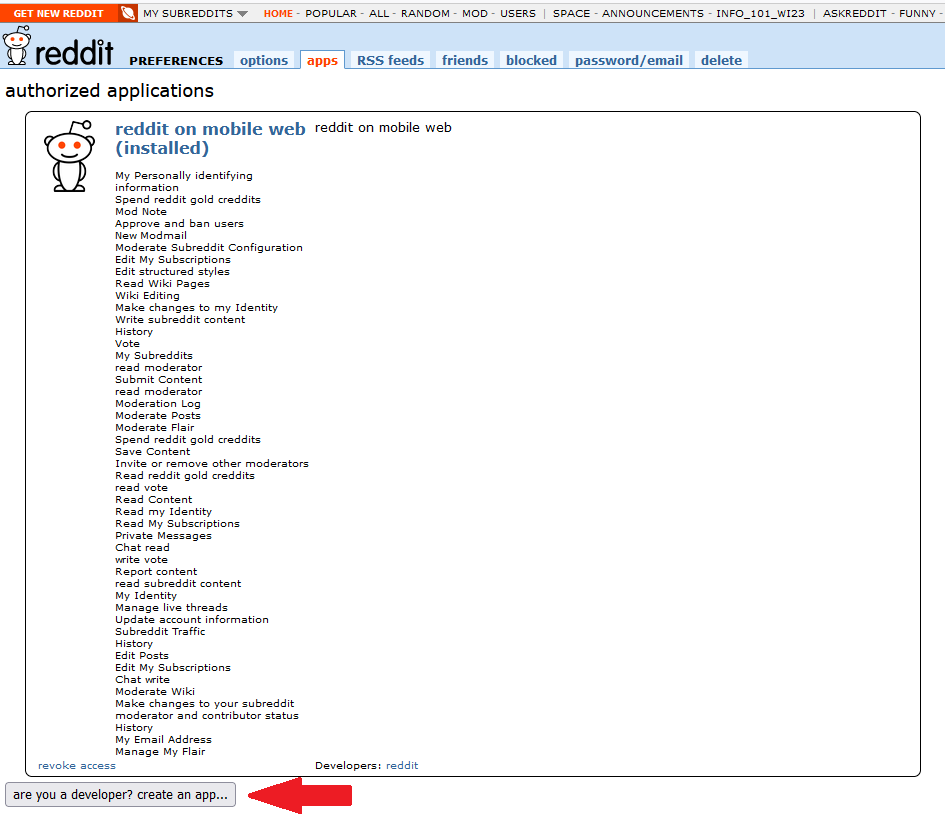 GET NEW REDDIT MY SUBREDDITS HOME - POPULAR - ALL - RANDOM - MOD - USERS | SPACE - ANNOUNCEMENTS - INFO_101_WI23 | ASKREDDIT - FUNNY -
reddit PREFERENCES options apps RSS feeds friends blocked password/email delete
authorized applications
reddit on mobile web reddit on mobile web
(installed)
My Personally identifying
information
Spend reddit gold creddits
Mod Note
Approve and ban users
New Modmail
Moderate Subreddit Configuration
Edit My Subscriptions
Edit structured styles
Read Wiki Pages
Wiki Editing
Make changes to my Identity
Write subreddit content
History
Vote
My Subreddits
read moderator
Submit Content
read moderator
Moderation Log
Moderate Posts
Moderate Flair
Spend reddit gold creddits
Save Content
Invite or remove other moderators
Read reddit gold creddits
read vote
Read Content
Read my Identity
Read My Subscriptions
Private Messages
Chat read
write vote
Report content
read subreddit content
My Identity
Manage live threads
Update account information
Subreddit Traffic
History
Edit Posts
Edit My Subscriptions
Chat write
Moderate Wiki
Make changes to your subreddit
moderator and contributor status
History
My Email Address
Manage My Flair
revoke access Developers: reddit
are you a developer? create an app...